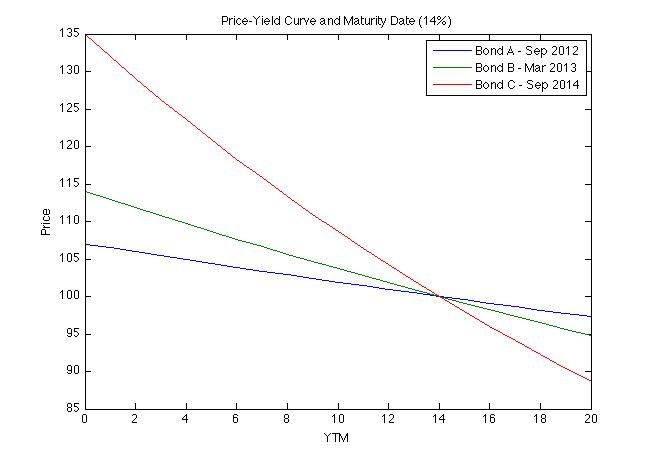 Price-Yield Curve and Maturity Date (14%)
135
130
125
120
115
110
105
100
95
90
85
Price
Bond A - Sep 2012
Bond B - Mar 2013
Bond C - Sep 2014
0 2 4 6 8 10 12 14 16 18 20
YTM